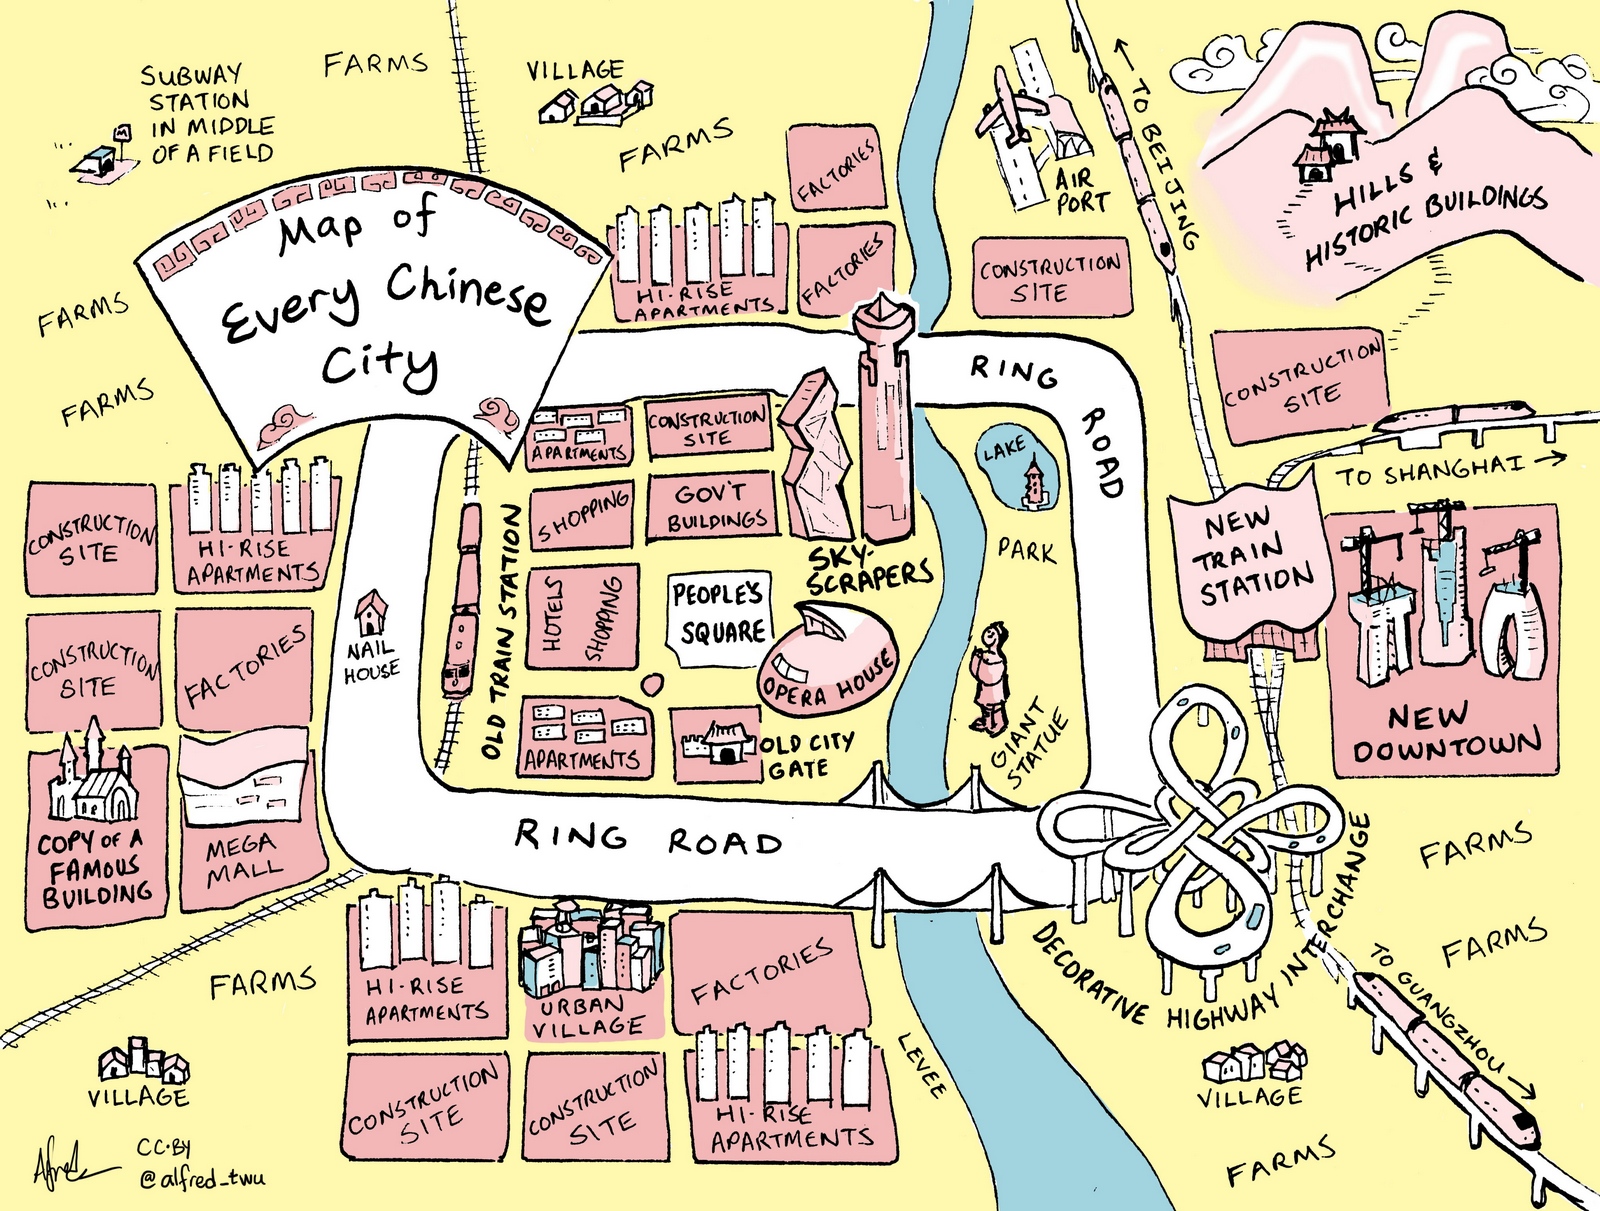 SUBWAY
STATION
IN MIDDLE
OF A FIELD
FARMS
VILLAGE
FARMS
FACTORIES
AIR
PORT
← TO BEIJING
HILLS &
HISTORIC BUILDINGS
Map of
Every Chinese
City
FARMS
FARMS
HI-RISE
APARTMENTS
FACTORIES
CONSTRUCTION
SITE
CONSTRUCTION
SITE
RING ROAD
TO SHANGHAI →
APARTMENTS
CONSTRUCTION
SITE
LAKE
SHOPPING
GOV'T
BUILDINGS
SKY-
SCRAPERS
PARK
CONSTRUCTION
SITE
HI-RISE
APARTMENTS
OLD TRAIN STATION
HOTELS
SHOPPING
PEOPLE'S
SQUARE
OPERA HOUSE
GIANT
STATUE
NEW
TRAIN
STATION
NEW
DOWNTOWN
CONSTRUCTION
SITE
FACTORIES
NAIL
HOUSE
APARTMENTS
OLD CITY
GATE
COPY OF A
FAMOUS
BUILDING
MEGA
MALL
RING ROAD
DECORATIVE HIGHWAY INTERCHANGE
FARMS
FARMS
FARMS
HI-RISE
APARTMENTS
URBAN
VILLAGE
FACTORIES
LEVEE
TO GUANGZHOU →
VILLAGE
CONSTRUCTION
SITE
CONSTRUCTION
SITE
HI-RISE
APARTMENTS
VILLAGE
FARMS
Alfred
CC-BY
@alfred_twu